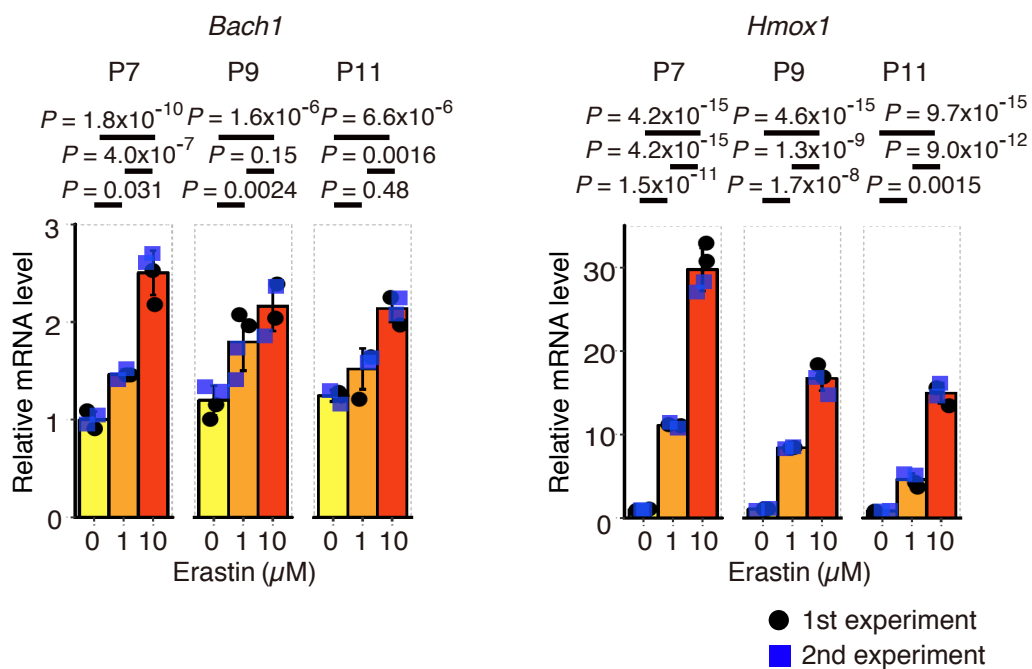 Bach1
P7 P9 P11
P = 1.8x10^-10 P = 1.6x10^-6 P = 6.6x10^-6
P = 4.0x10^-7 P = 0.15 P = 0.0016
P = 0.031 P = 0.0024 P = 0.48
Relative mRNA level
3
2
1
0
0 1 10 0 1 10 0 1 10
Erastin (µM)
Hmox1
P7 P9 P11
P = 4.2x10^-15 P = 4.6x10^-15 P = 9.7x10^-15
P = 4.2x10^-15 P = 1.3x10^-9 P = 9.0x10^-12
P = 1.5x10^-11 P = 1.7x10^-8 P = 0.0015
Relative mRNA level
30
20
10
0
0 1 10 0 1 10 0 1 10
Erastin (µM)
1st experiment
2nd experiment